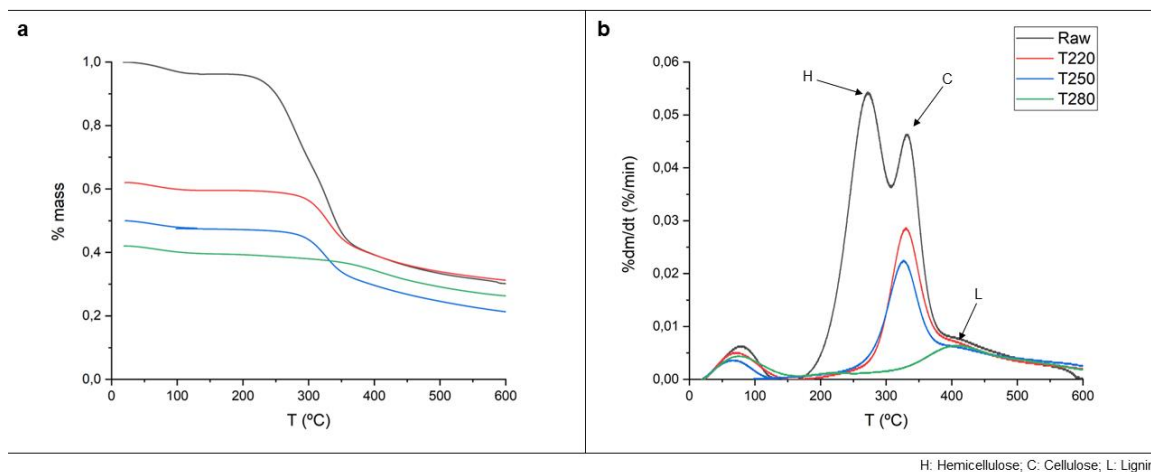 a
% mass
1,0
0,8
0,6
0,4
0,2
0,0
0 100 200 300 400 500 600
T (ºC)
b
Raw
T220
T250
T280
H
C
L
%dm/dt (%/min)
0,06
0,05
0,04
0,03
0,02
0,01
0,00
0 100 200 300 400 500 600
T (ºC)
H: Hemicellulose; C: Cellulose; L: Lignin